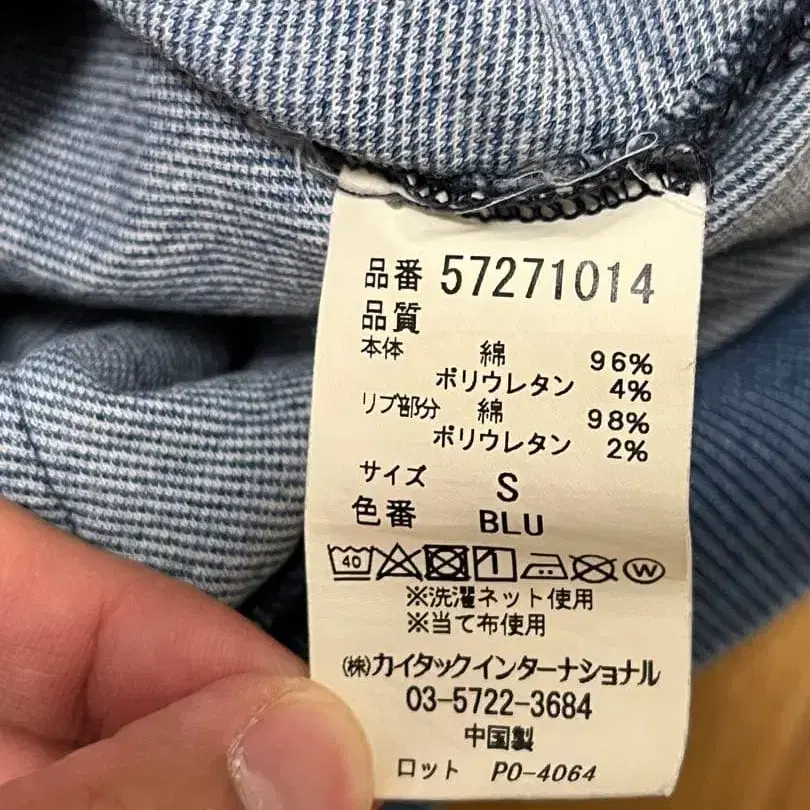 品番 57271014
品質
本体 綿 96%
ポリウレタン 4%
リブ部分 綿 98%
ポリウレタン 2%
サイズ S
色番 BLU
40 W
※洗濯ネット使用
※当て布使用
(株)カイタックインターナショナル
03-5722-3684
中国製
ロット PO-4064